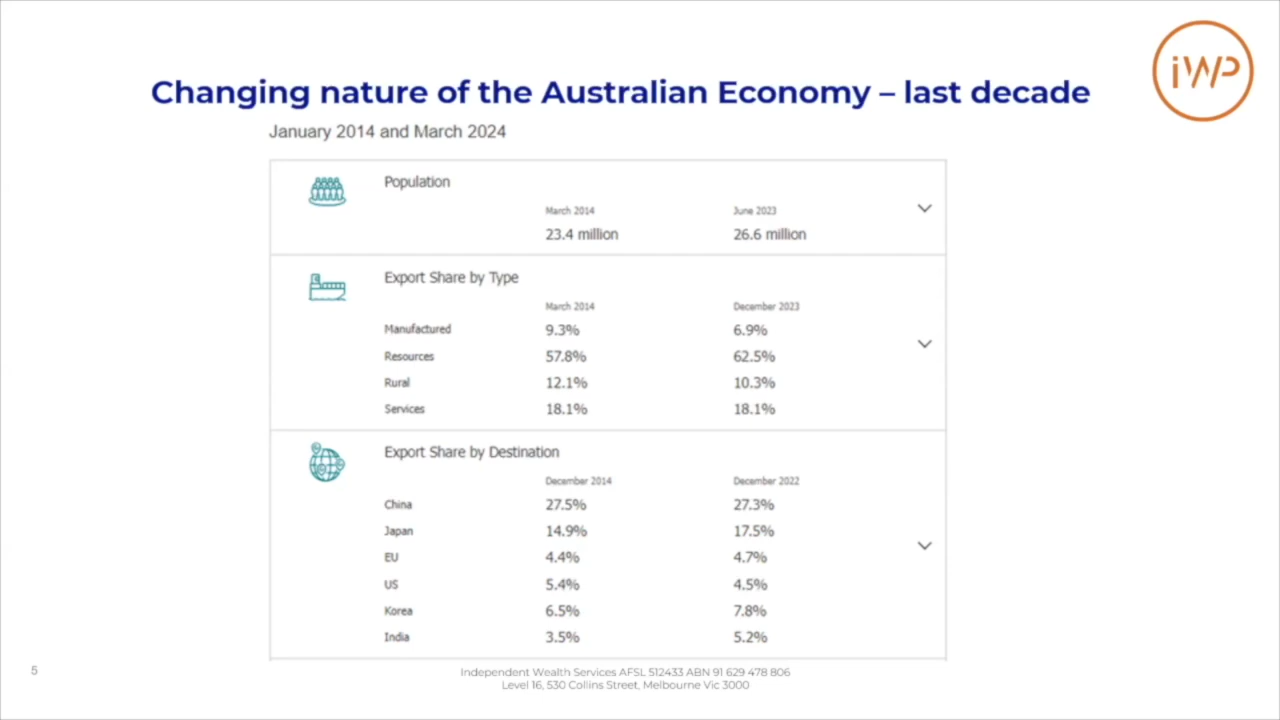 iWP
Changing nature of the Australian Economy – last decade
January 2014 and March 2024
Population
March 2014 June 2023
23.4 million 26.6 million
Export Share by Type
March 2014 December 2023
Manufactured 9.3% 6.9%
Resources 57.8% 62.5%
Rural 12.1% 10.3%
Services 18.1% 18.1%
Export Share by Destination
December 2014 December 2022
China 27.5% 27.3%
Japan 14.9% 17.5%
EU 4.4% 4.7%
US 5.4% 4.5%
Korea 6.5% 7.8%
India 3.5% 5.2%
5
Independent Wealth Services AFSL 512433 ABN 91 629 478 806
Level 16, 530 Collins Street, Melbourne Vic 3000